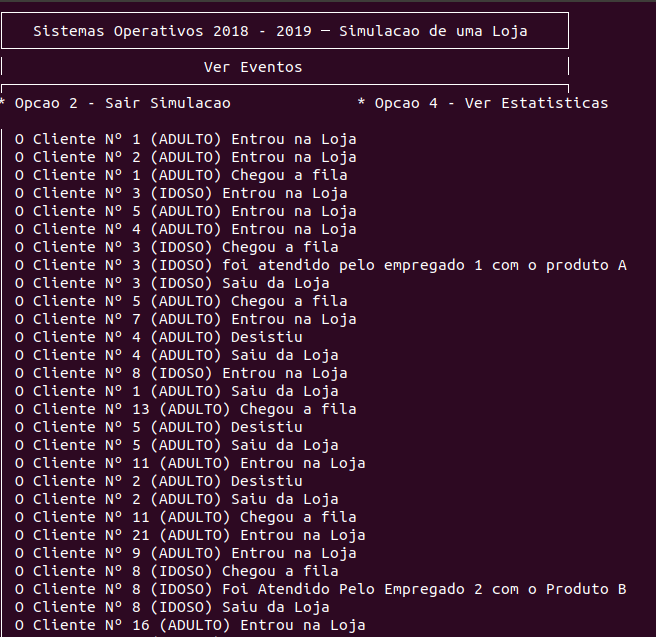 Sistemas Operativos 2018 - 2019 — Simulacao de uma Loja
Ver Eventos
* Opcao 2 - Sair Simulacao * Opcao 4 - Ver Estatisticas
O Cliente Nº 1 (ADULTO) Entrou na Loja
O Cliente Nº 2 (ADULTO) Entrou na Loja
O Cliente Nº 1 (ADULTO) Chegou a fila
O Cliente Nº 3 (IDOSO) Entrou na Loja
O Cliente Nº 5 (ADULTO) Entrou na Loja
O Cliente Nº 4 (ADULTO) Entrou na Loja
O Cliente Nº 3 (IDOSO) Chegou a fila
O Cliente Nº 3 (IDOSO) foi atendido pelo empregado 1 com o produto A
O Cliente Nº 3 (IDOSO) Saiu da Loja
O Cliente Nº 5 (ADULTO) Chegou a fila
O Cliente Nº 7 (ADULTO) Entrou na Loja
O Cliente Nº 4 (ADULTO) Desistiu
O Cliente Nº 4 (ADULTO) Saiu da Loja
O Cliente Nº 8 (IDOSO) Entrou na Loja
O Cliente Nº 1 (ADULTO) Saiu da Loja
O Cliente Nº 13 (ADULTO) Chegou a fila
O Cliente Nº 5 (ADULTO) Desistiu
O Cliente Nº 5 (ADULTO) Saiu da Loja
O Cliente Nº 11 (ADULTO) Entrou na Loja
O Cliente Nº 2 (ADULTO) Desistiu
O Cliente Nº 2 (ADULTO) Saiu da Loja
O Cliente Nº 11 (ADULTO) Chegou a fila
O Cliente Nº 21 (ADULTO) Entrou na Loja
O Cliente Nº 9 (ADULTO) Entrou na Loja
O Cliente Nº 8 (IDOSO) Chegou a fila
O Cliente Nº 8 (IDOSO) Foi Atendido Pelo Empregado 2 com o Produto B
O Cliente Nº 8 (IDOSO) Saiu da Loja
O Cliente Nº 16 (ADULTO) Entrou na Loja